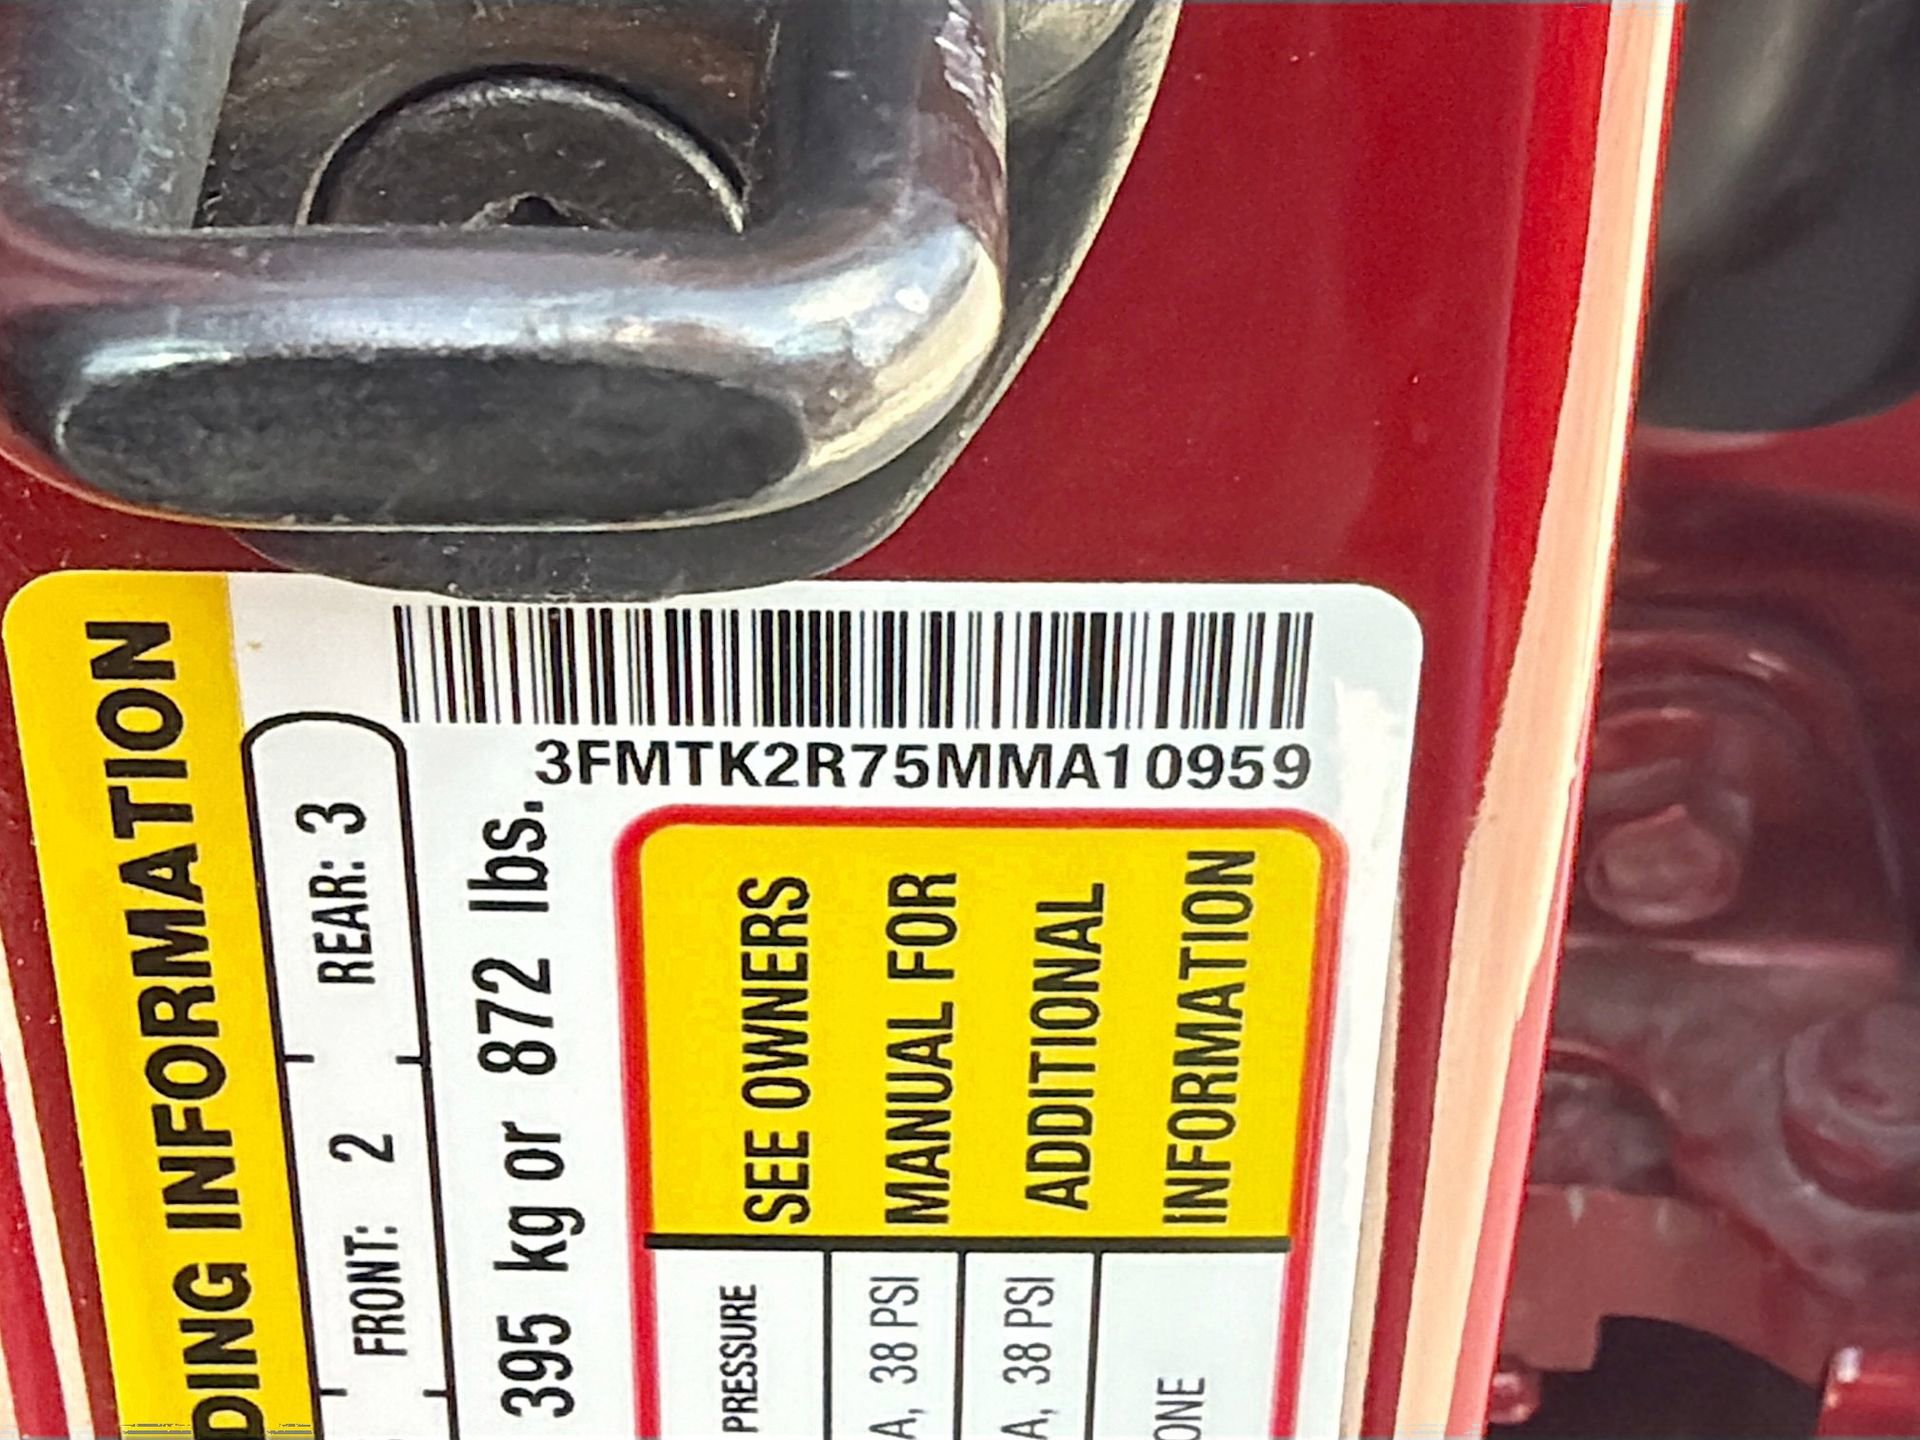 3FMTK2R75MMA10959
DING INFORMATION
FRONT: 2 REAR: 3
395 kg or 872 lbs.
PRESSURE SEE OWNERS
A, 38 PSI MANUAL FOR
A, 38 PSI ADDITIONAL
ONE INFORMATION